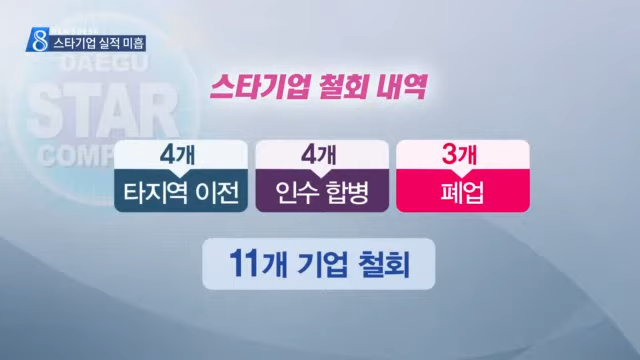 8 스타기업 실적 미흡
DAEGU
STAR
스타기업 철회 내역
4개 4개 3개
타지역 이전 인수 합병 폐업
11개 기업 철회